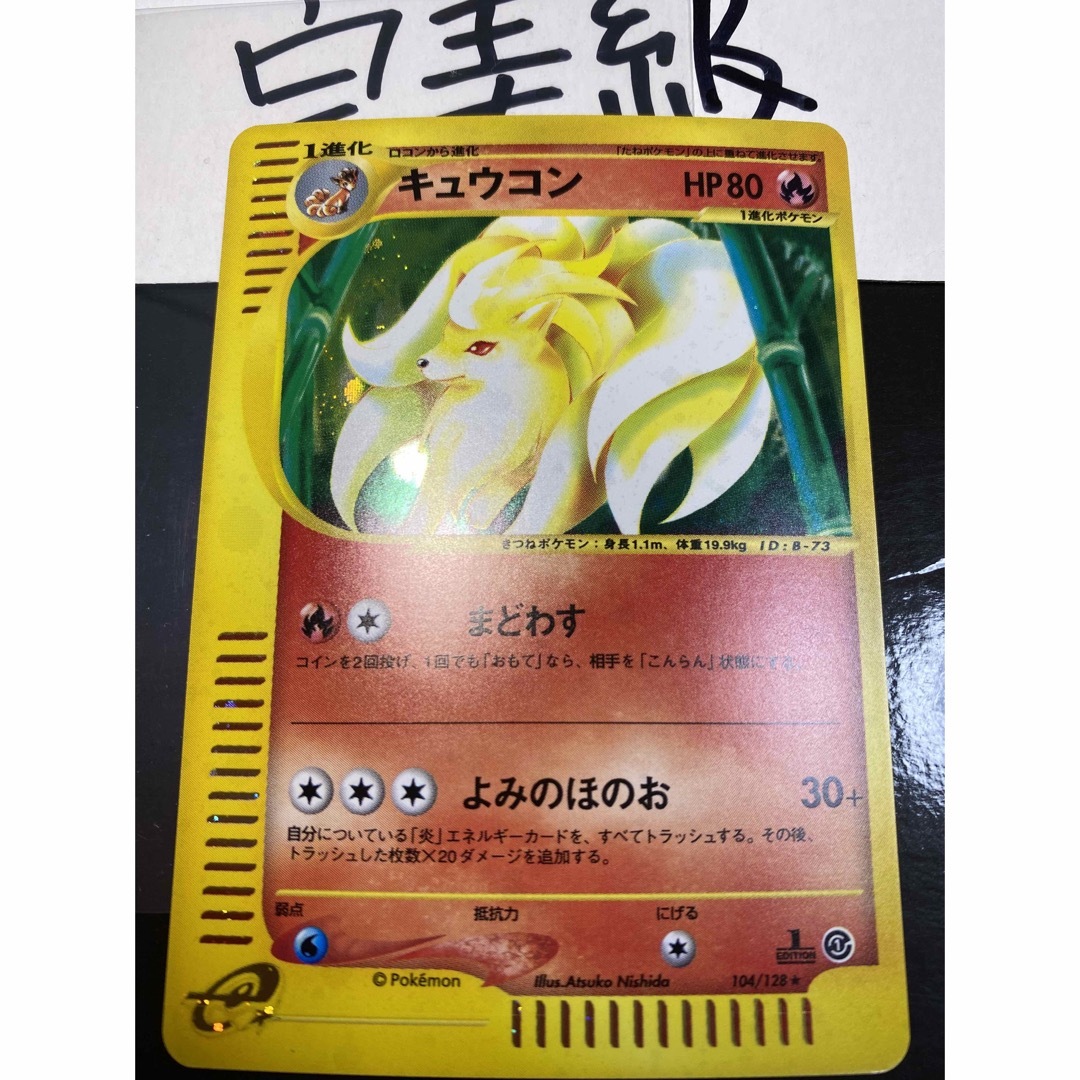 完美級
1進化 ロコンから進化 「たねポケモン」の上に重ねて進化させます。
キュウコン HP80
1進化ポケモン
きつねポケモン：身長1.1m、体重19.9kg ID：B-73
まどわす
コインを2回投げ、1回でも「おもて」なら、相手を「こんらん」状態にする。
よみのほのお 30+
自分についている「炎」エネルギーカードを、すべてトラッシュする。その後、
トラッシュした枚数×20ダメージを追加する。
弱点 抵抗力 にげる
1 EDITION
©Pokémon Illus.Atsuko Nishida 104/128★
e